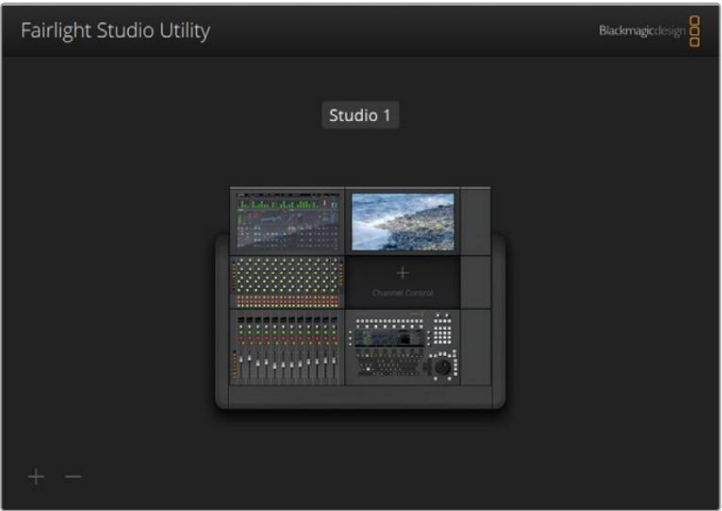 Fairlight Studio Utility
Blackmagicdesign
Studio 1
Channel Control